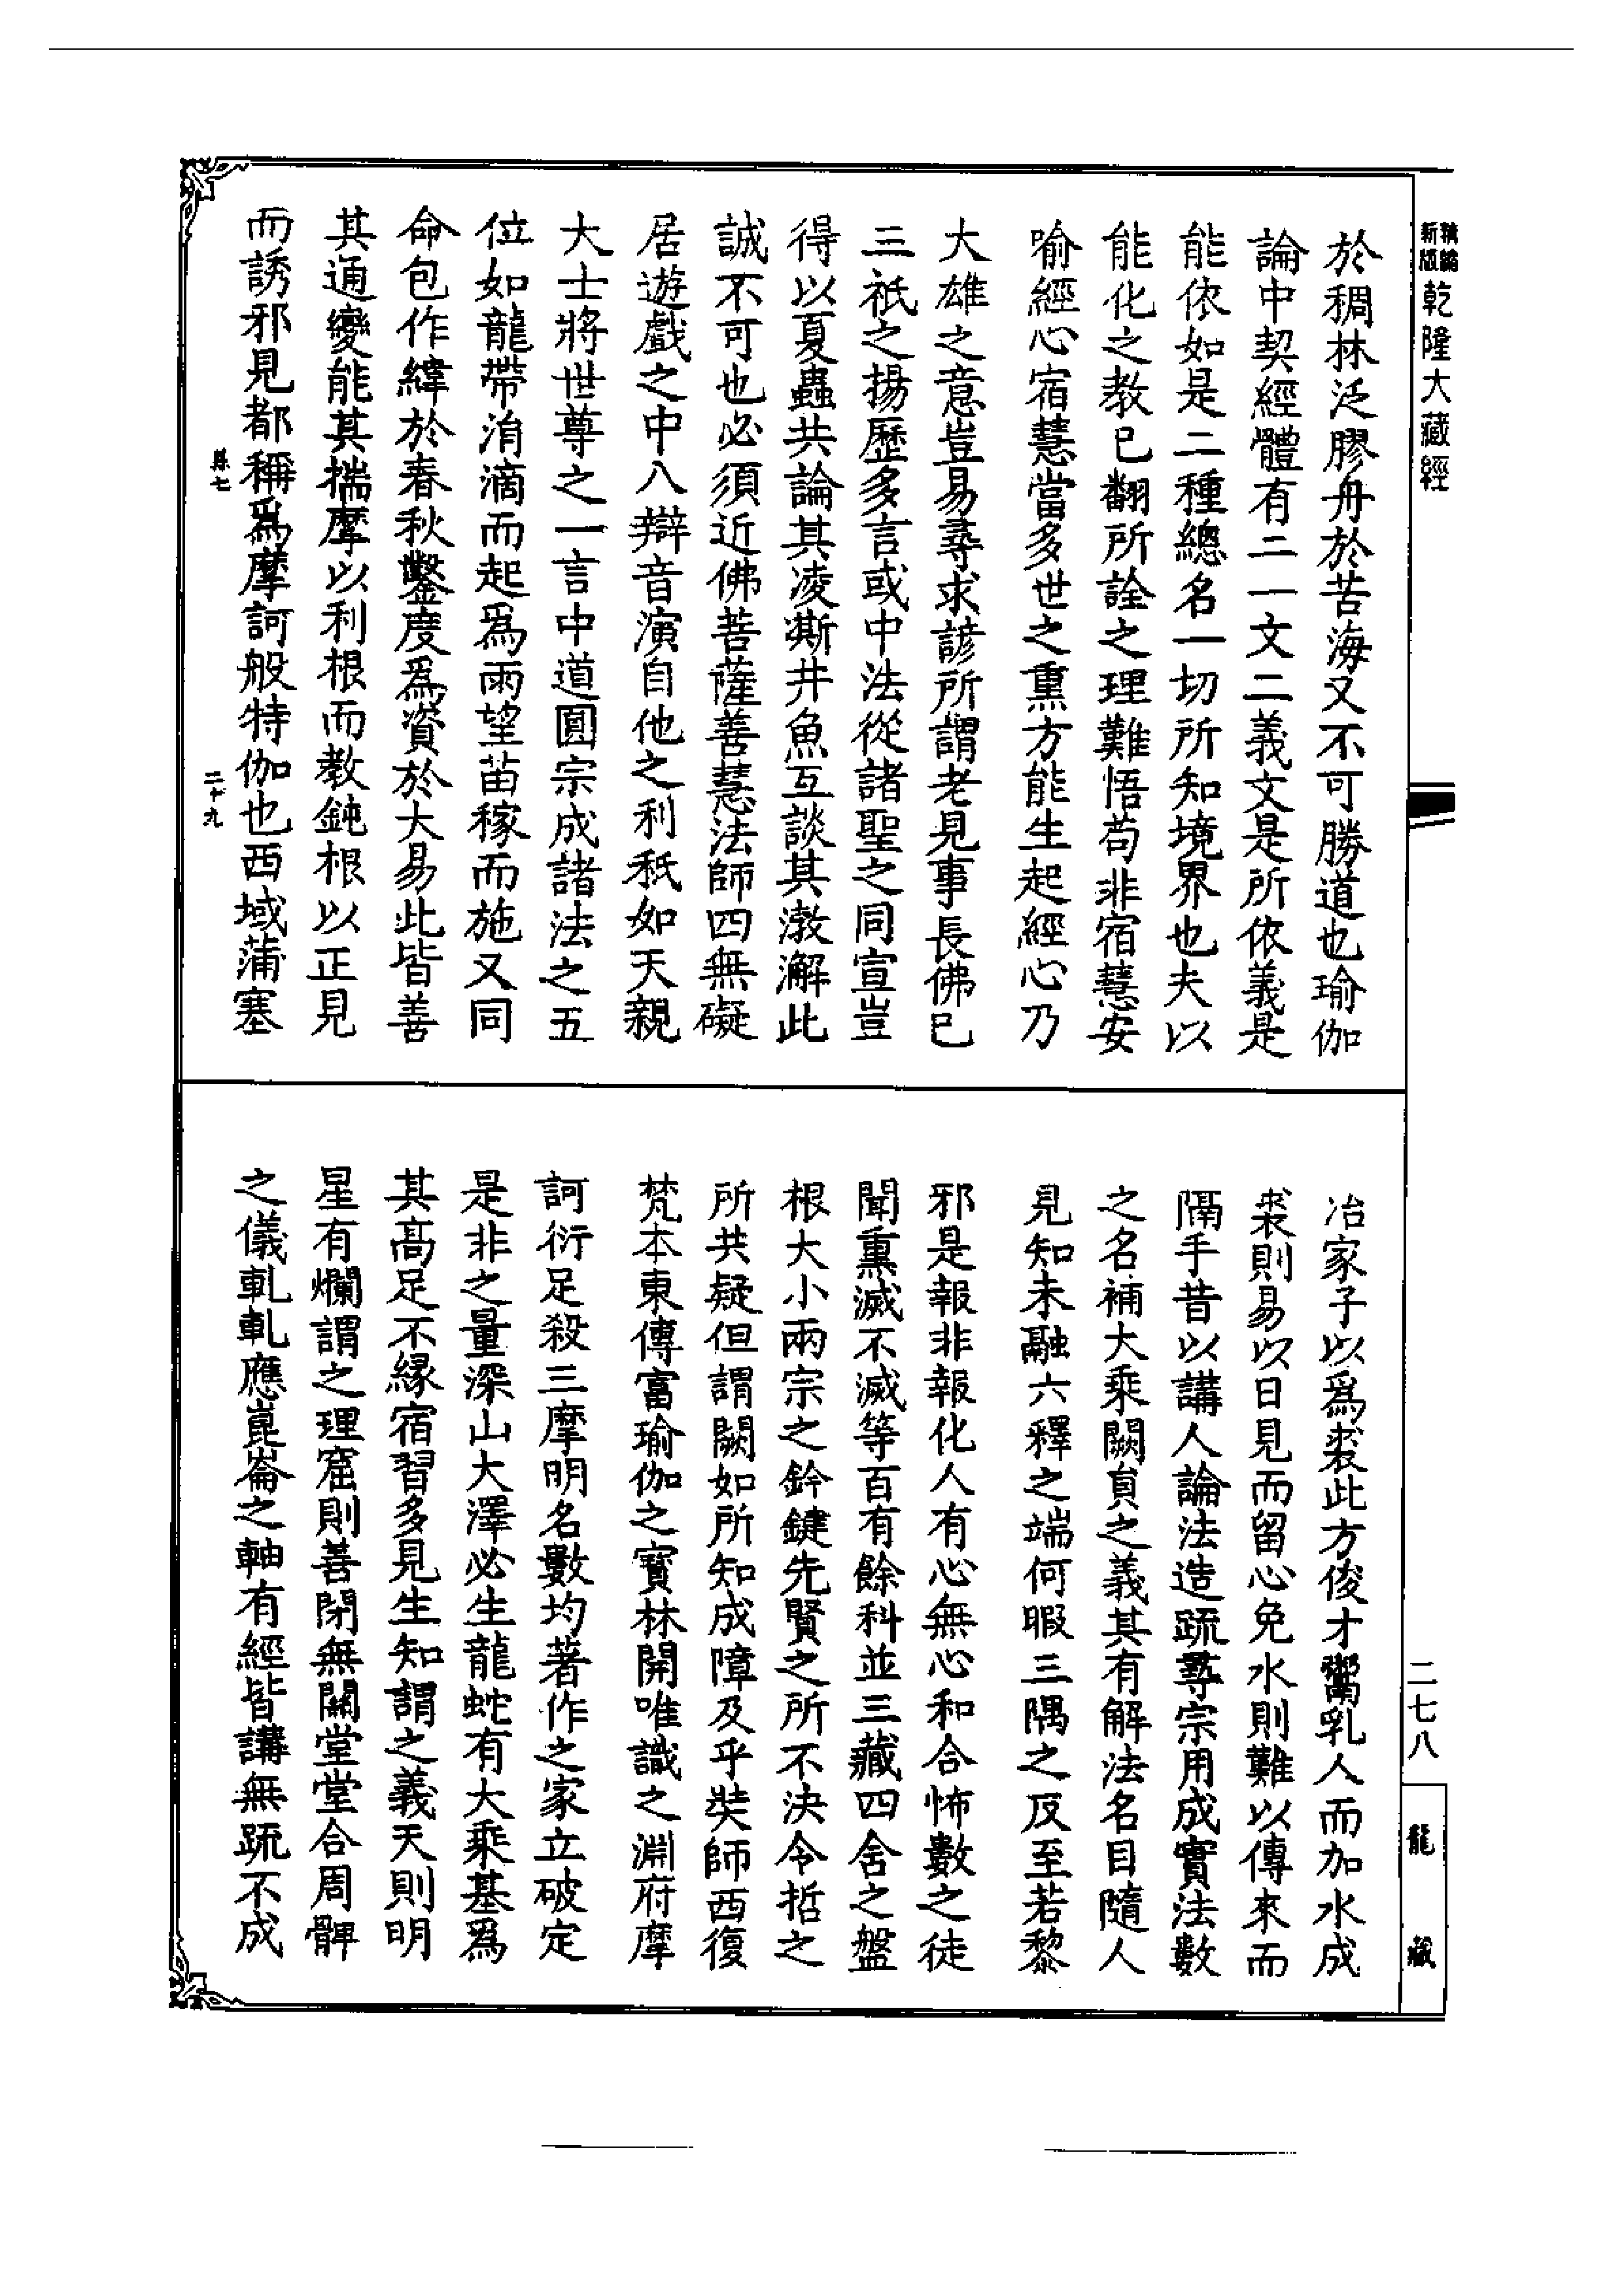 精編
新版
乾隆大藏經
於稠林泛膠舟於苦海又不可勝道也瑜伽
論中契經體有二一文二義文是所依義是
能依如是二種總名一切所知境界也夫以
能化之教已翻所詮之理難悟苟非宿慧安
喻經心宿慧當多世之熏方能生起經心乃
大雄之意豈易尋求諺所謂老見事長佛已
三祇之揚歷多言或中法從諸聖之同宣豈
得以夏蟲共論其凌澌井魚互談其渤澥此
誠不可也必須近佛菩薩善慧法師四無礙
居遊戲之中八辯音演自他之利秖如天親
大士將世尊之一言中道圓宗成諸法之五
位如龍帶涓滴而起爲雨望苗稼而施又同
命包作緯於春秋鑿度爲資於大易此皆善
其通變能其揣摩以利根而教鈍根以正見
而誘邪見都稱爲摩訶般特伽也西域蒲塞
縣七
二十九
冶家子以爲裘此方俊才鬻乳人而加水成
裘則易以日見而留心免水則難以傳來而
隔手昔以講人論法造疏尋宗用成實法數
之名補大乘闕負之義其有解法名目隨人
見知未融六釋之端何暇三隅之反至若黎
邪是報非報化人有心無心和合怖數之徒
聞熏滅不滅等百有餘科並三藏四舍之盤
根大小兩宗之鈐鍵先賢之所不決今哲之
所共疑但謂闕如所知成障及乎奘師西復
梵本東傳富瑜伽之寶林開唯識之淵府摩
訶衍足殺三摩明名數均著作之家立破定
是非之量深山大澤必生龍蛇有大乘基爲
其高足不緣宿習多見生知謂之義天則明
星有爛謂之理窟則善閉無關堂堂合周髀
之儀軋軋應崑崙之軸有經皆講無疏不成
二七八
龍藏